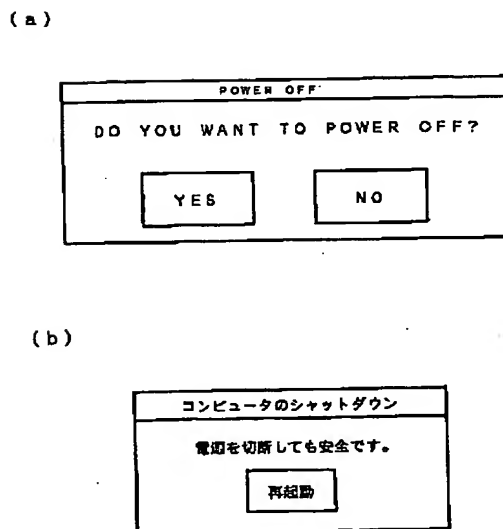 (a)
POWER OFF
DO YOU WANT TO POWER OFF?
YES
NO
(b)
コンピュータのシャットダウン
電源を切断しても安全です。
再起動